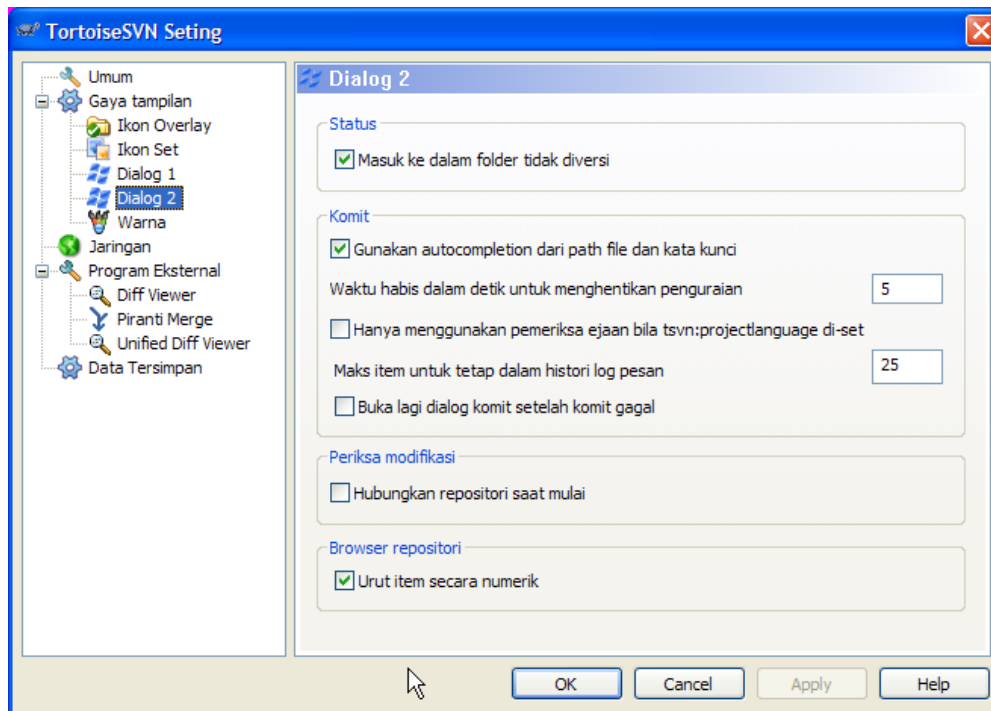 TortoiseSVN Seting
Umum
Gaya tampilan
Ikon Overlay
Ikon Set
Dialog 1
Dialog 2
Warna
Jaringan
Program Eksternal
Diff Viewer
Piranti Merge
Unified Diff Viewer
Data Tersimpan
Dialog 2
Status
Masuk ke dalam folder tidak diversi
Komit
Gunakan autocompletion dari path file dan kata kunci
Waktu habis dalam detik untuk menghentikan penguraian 5
Hanya menggunakan pemeriksa ejaan bila tsvn:projectlanguage di-set
Maks item untuk tetap dalam histori log pesan 25
Buka lagi dialog komit setelah komit gagal
Periksa modifikasi
Hubungkan repositori saat mulai
Browser repositori
Urut item secara numerik
OK Cancel Apply Help